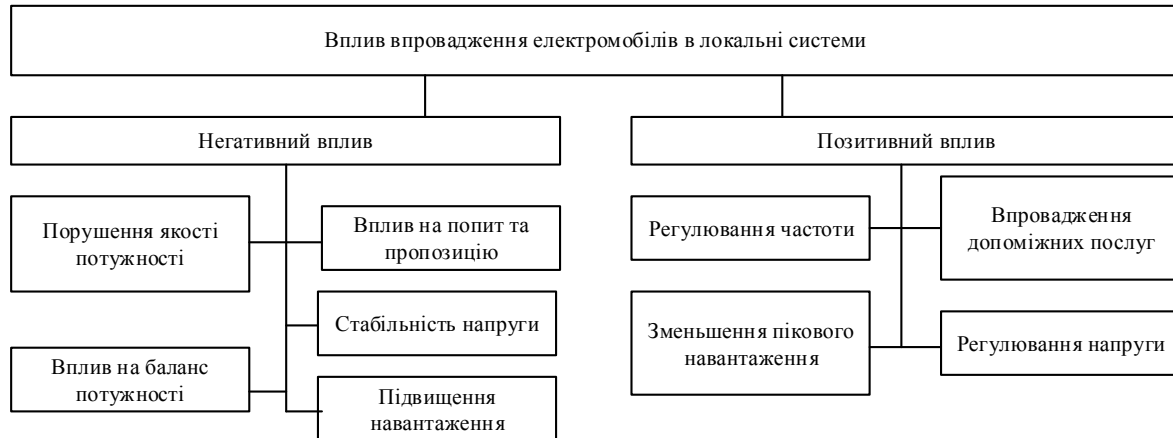 Вплив впровадження електромобілів в локальні системи
Негативний вплив
Порушення якості
потужності
Вплив на попит та
пропозицію
Стабільність напруги
Вплив на баланс
потужності
Підвищення
навантаження
Позитивний вплив
Регулювання частоти
Впровадження
допоміжних послуг
Зменьшення пікового
навантаження
Регулювання напруги